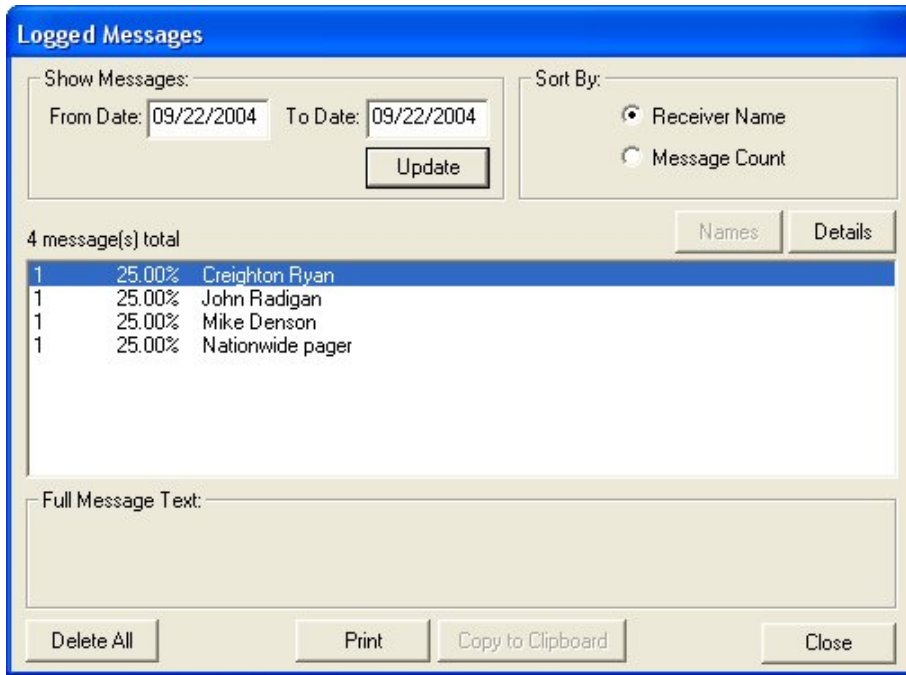 Logged Messages
Show Messages:
From Date: 09/22/2004 To Date: 09/22/2004
Update
Sort By:
Receiver Name
Message Count
4 message(s) total
Names Details
1 25.00% Creighton Ryan
1 25.00% John Radigan
1 25.00% Mike Denson
1 25.00% Nationwide pager
Full Message Text:
Delete All Print Copy to Clipboard Close